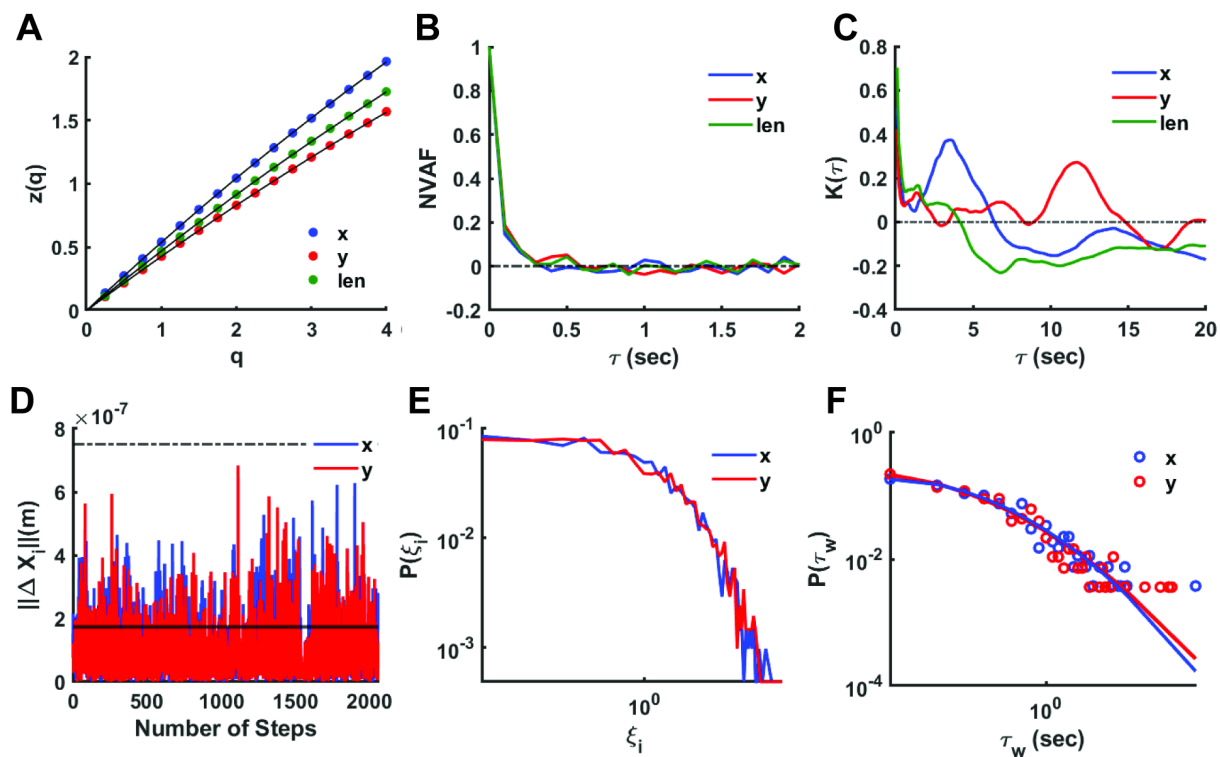 A
2
1.5
1
0.5
0
z(q)
0 1 2 3 4
q
x
y
len
B
1
0.8
0.6
0.4
0.2
0
-0.2
NVAF
0 0.5 1 1.5 2
τ (sec)
x
y
len
C
0.8
0.6
0.4
0.2
0
-0.2
-0.4
K(τ)
0 5 10 15 20
τ (sec)
x
y
len
D
×10⁻⁷
8
6
4
2
0
||Δ Xᵢ||(m)
0 500 1000 1500 2000
Number of Steps
x
y
E
10⁻¹
10⁻²
10⁻³
P(ξᵢ)
10⁰
ξᵢ
x
y
F
10⁰
10⁻²
10⁻⁴
P(τ_w)
10⁰
τ_w (sec)
x
y